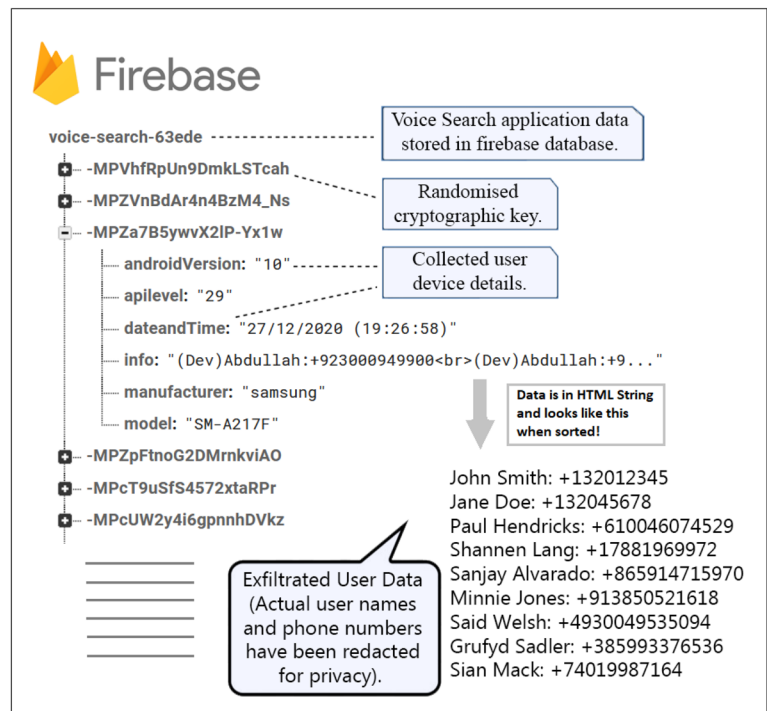 Firebase
voice-search-63ede
Voice Search application data
stored in firebase database.
-MPVhfRpUn9DmkLSTcah
-MPZVnBdAr4n4BzM4_Ns
Randomised
cryptographic key.
-MPZa7B5ywvX2lP-Yx1w
androidVersion: "10"
Collected user
device details.
apilevel: "29"
dateandTime: "27/12/2020 (19:26:58)"
info: "(Dev)Abdullah:+923000949900<br>(Dev)Abdullah:+9..."
manufacturer: "samsung"
model: "SM-A217F"
Data is in HTML String
and looks like this
when sorted!
-MPZpFtnoG2DMrnkviAO
-MPcT9uSfS4572xtaRPr
-MPcUW2y4i6gpnnhDVkz
John Smith: +132012345
Jane Doe: +132045678
Paul Hendricks: +610046074529
Shannen Lang: +17881969972
Sanjay Alvarado: +865914715970
Minnie Jones: +913850521618
Said Welsh: +4930049535094
Grufyd Sadler: +385993376536
Sian Mack: +74019987164
Exfiltrated User Data
(Actual user names
and phone numbers
have been redacted
for privacy).